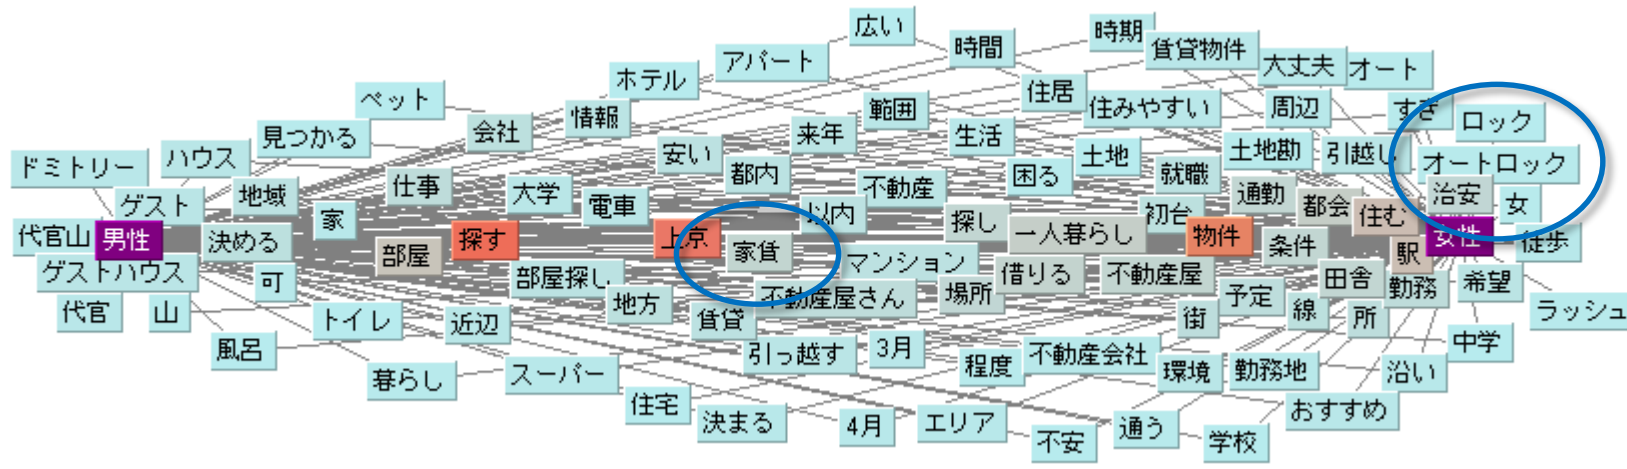 広い
時期
時間
賃貸物件
アパート
大丈夫
オート
ホテル
住居
ペット
範囲
住みやすい
周辺
すぎ
ロック
情報
会社
来年
見つかる
生活
安い
土地
土地勘
引越し
オートロック
ハウス
ドミトリー
都内
困る
就職
仕事
不動産
大学
地域
通勤
治安
ゲスト
電車
以内
都会
女
家
初台
住む
探し
一人暮らし
代官山
男性
決める
探す
上京
物件
女性
徒歩
条件
家賃
部屋
駅
マンション
ゲストハウス
可
部屋探し
借りる
不動産屋
田舎
勤務
希望
不動産屋さん
場所
予定
地方
代官
山
トイレ
近辺
賃貸
街
線
所
ラッシュ
中学
風呂
引っ越す
3月
不動産会社
程度
環境
勤務地
沿い
暮らし
スーパー
住宅
おすすめ
決まる
4月
エリア
通う
不安
学校